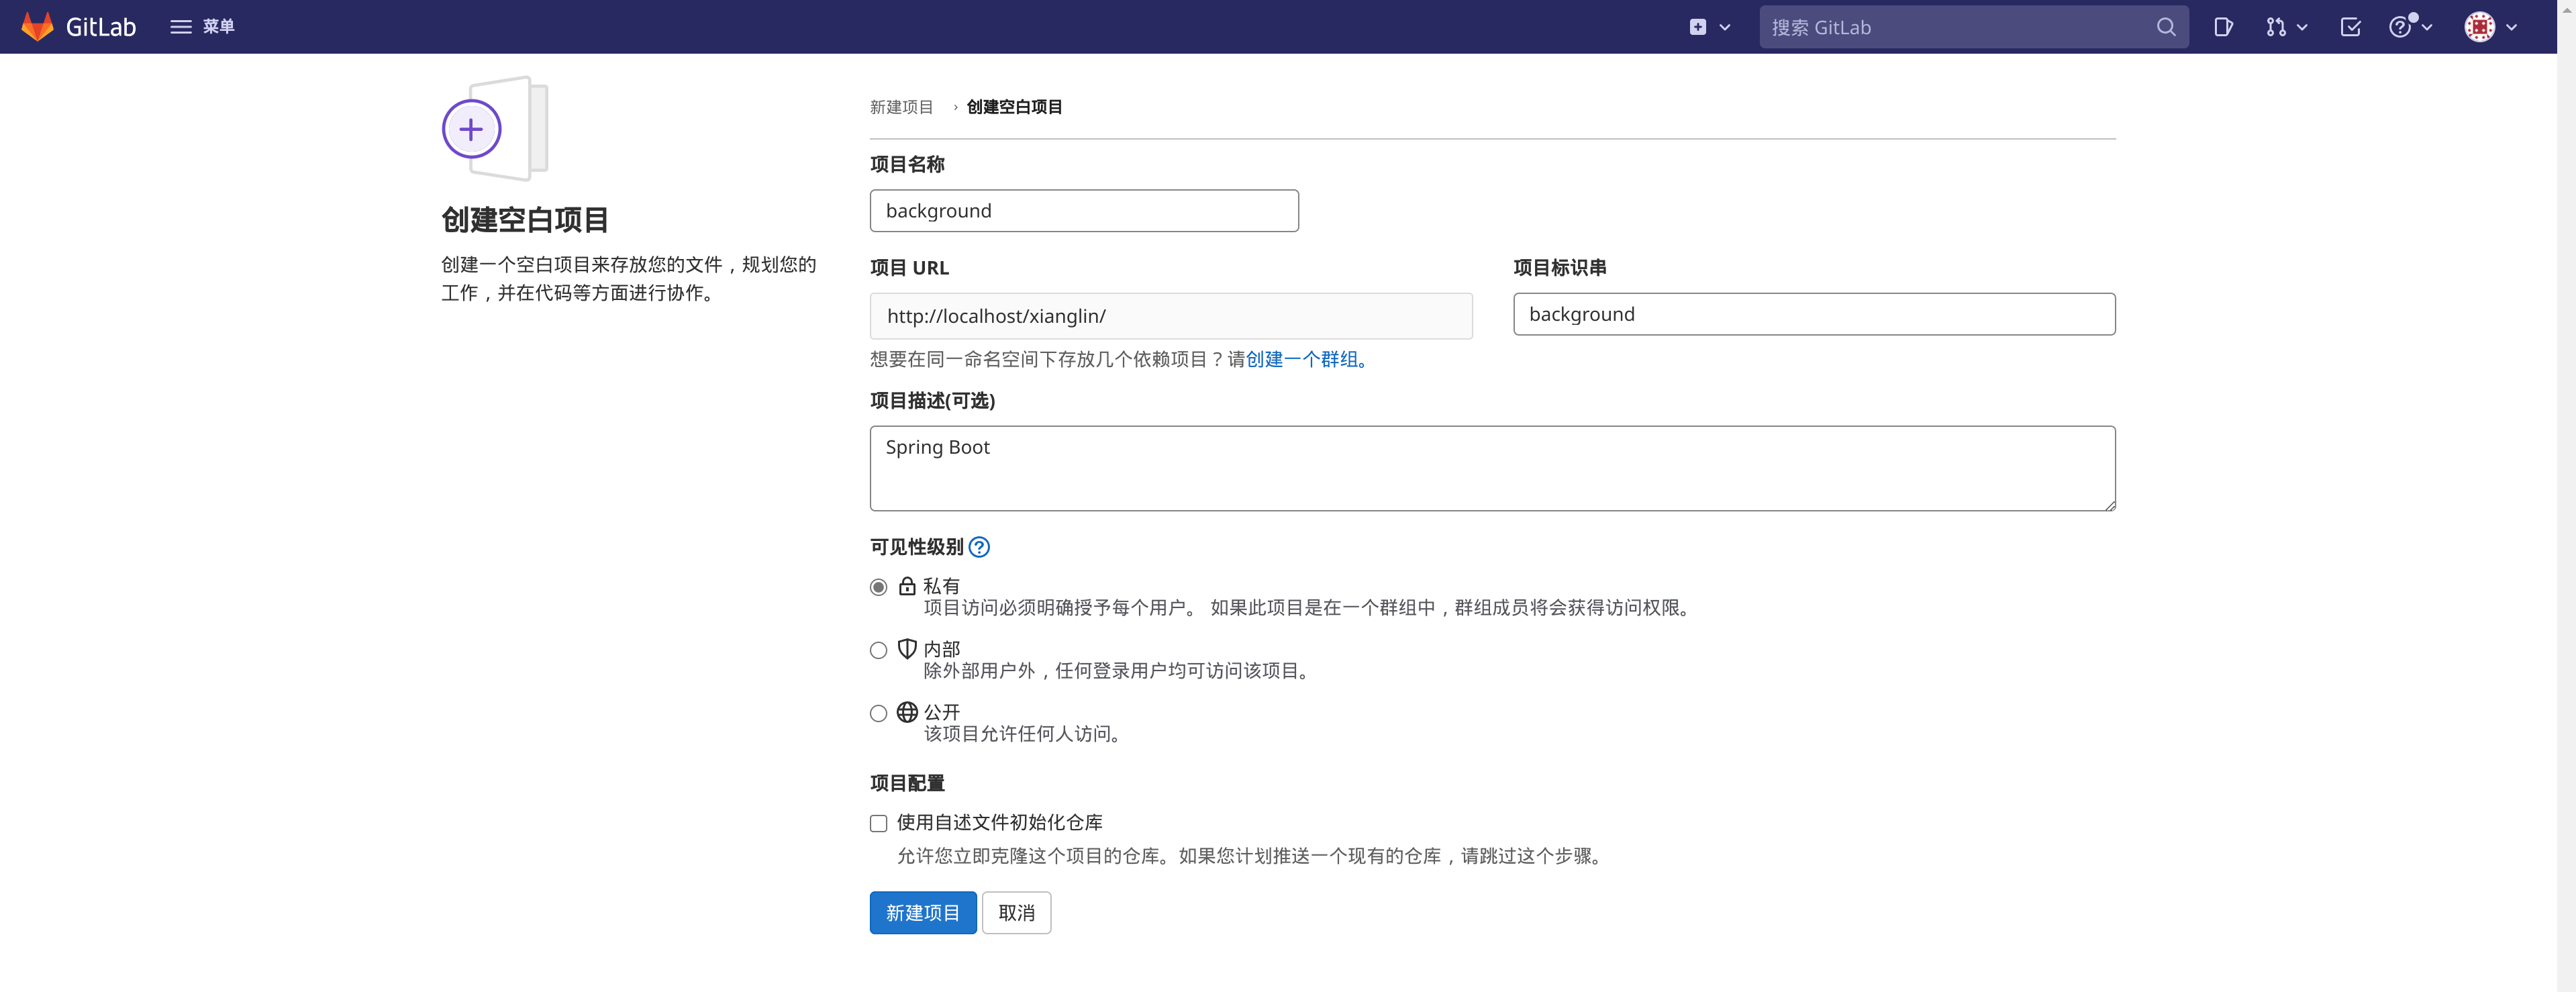 GitLab 菜单
搜索 GitLab
创建空白项目
创建一个空白项目来存放您的文件，规划您的
工作，并在代码等方面进行协作。
新建项目 › 创建空白项目
项目名称
background
项目 URL
http://localhost/xianglin/
项目标识串
background
想要在同一命名空间下存放几个依赖项目？请创建一个群组。
项目描述(可选)
Spring Boot
可见性级别
私有
项目访问必须明确授予每个用户。 如果此项目是在一个群组中，群组成员将会获得访问权限。
内部
除外部用户外，任何登录用户均可访问该项目。
公开
该项目允许任何人访问。
项目配置
使用自述文件初始化仓库
允许您立即克隆这个项目的仓库。如果您计划推送一个现有的仓库，请跳过这个步骤。
新建项目 取消